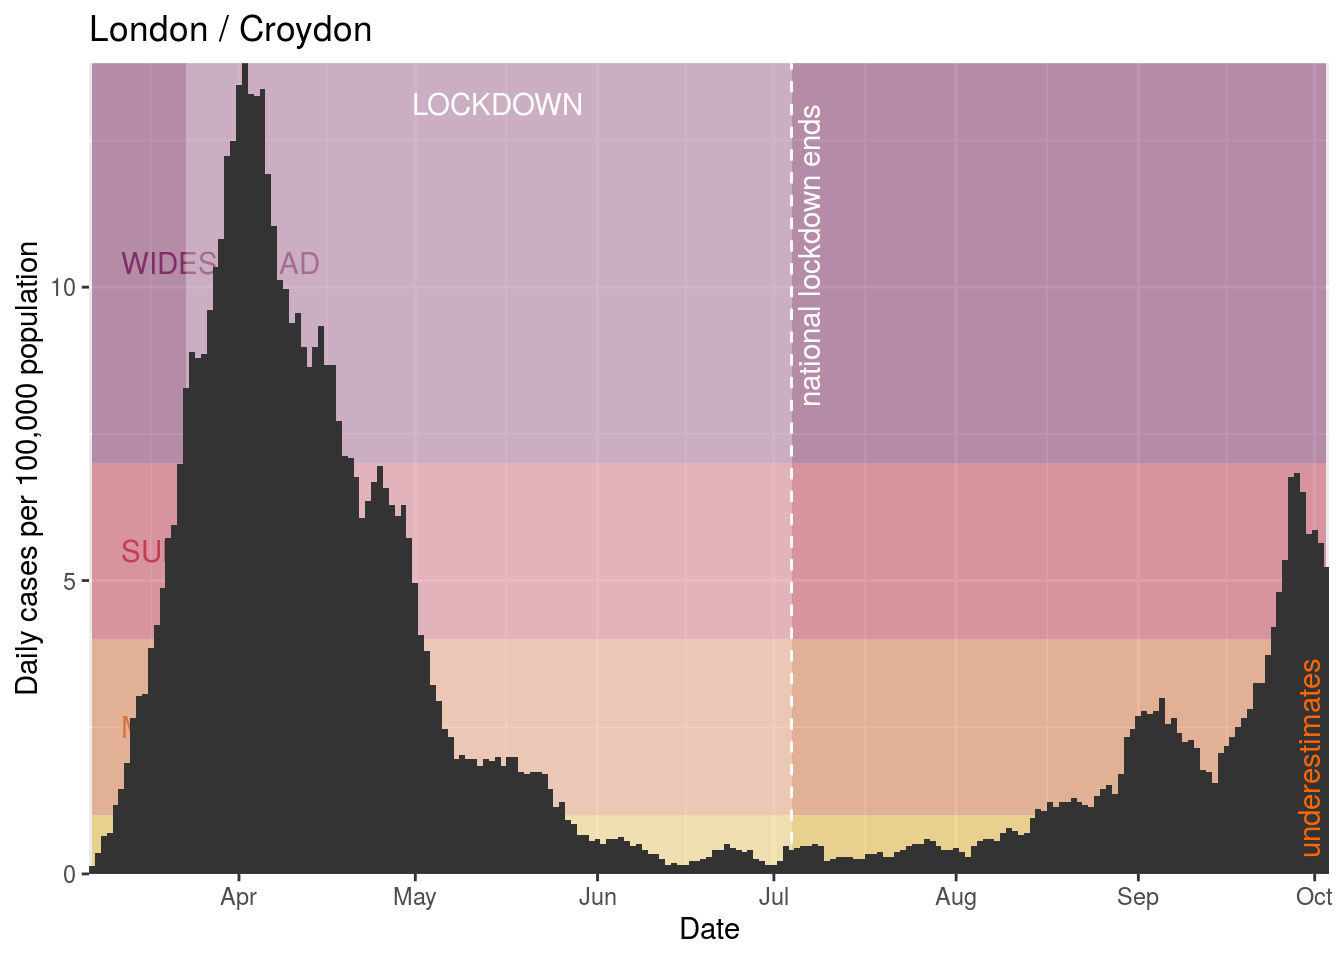 London / Croydon
LOCKDOWN
national lockdown ends
Daily cases per 100,000 population
10
5
0
underestimates
Apr May Jun Jul Aug Sep Oct
Date